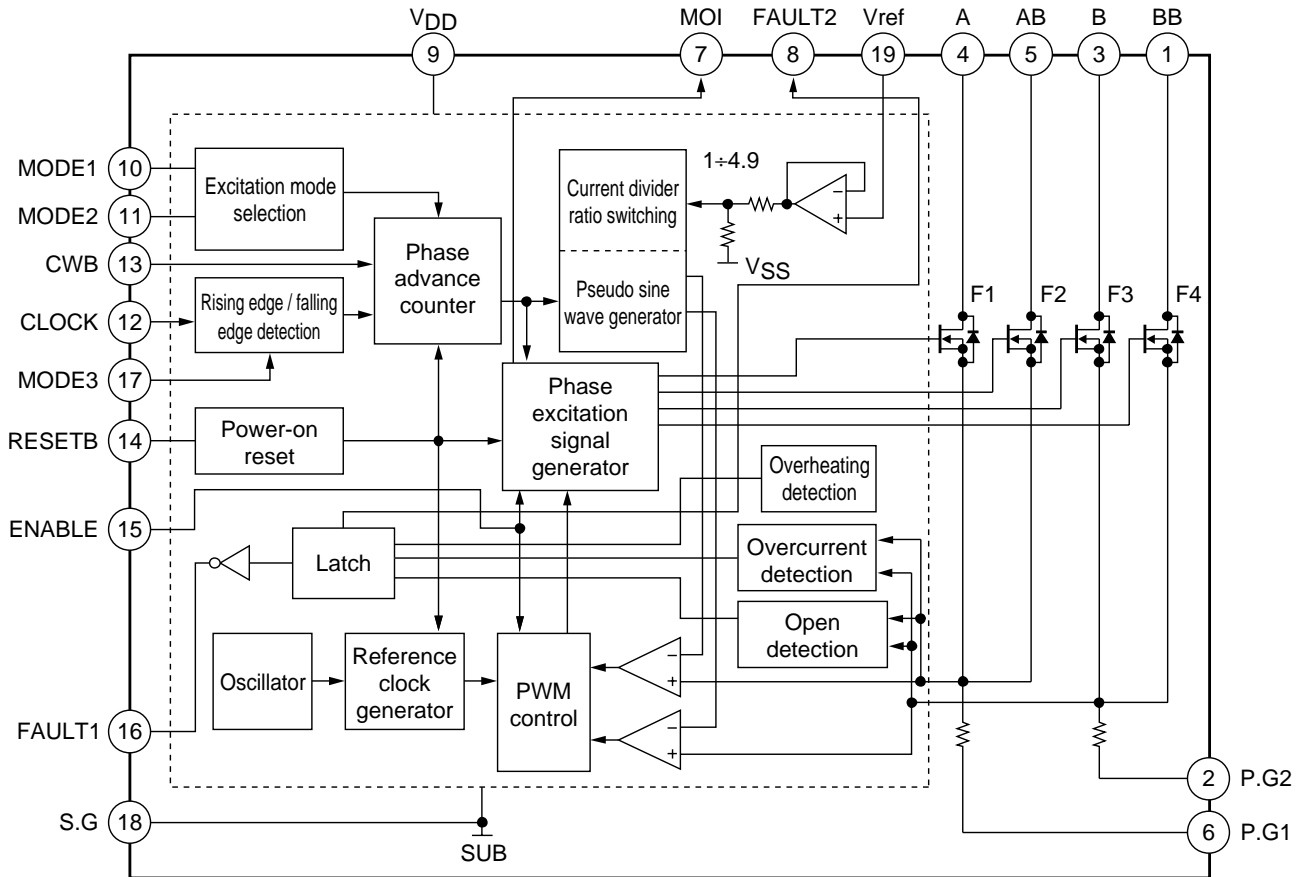 VDD
MOI
FAULT2
Vref
A
AB
B
BB
9
7
8
19
4
5
3
1
MODE1
10
MODE2
11
CWB
13
CLOCK
12
MODE3
17
RESETB
14
ENABLE
15
FAULT1
16
S.G
18
Excitation mode
selection
Rising edge / falling
edge detection
Phase
advance
counter
Power-on
reset
Current divider
ratio switching
Pseudo sine
wave generator
1÷4.9
−
+
VSS
Phase
excitation
signal
generator
F1
F2
F3
F4
Overheating
detection
Overcurrent
detection
Open
detection
Latch
Oscillator
Reference
clock
generator
PWM
control
−
+
−
+
SUB
2
P.G2
6
P.G1